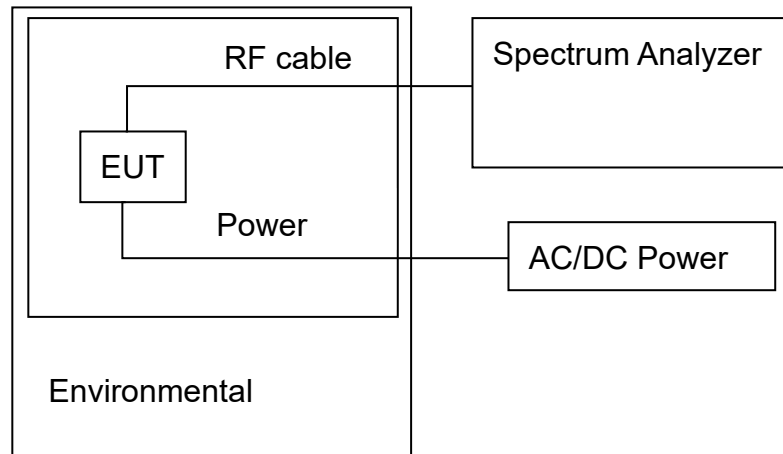 RF cable
Spectrum Analyzer
EUT
Power
AC/DC Power
Environmental